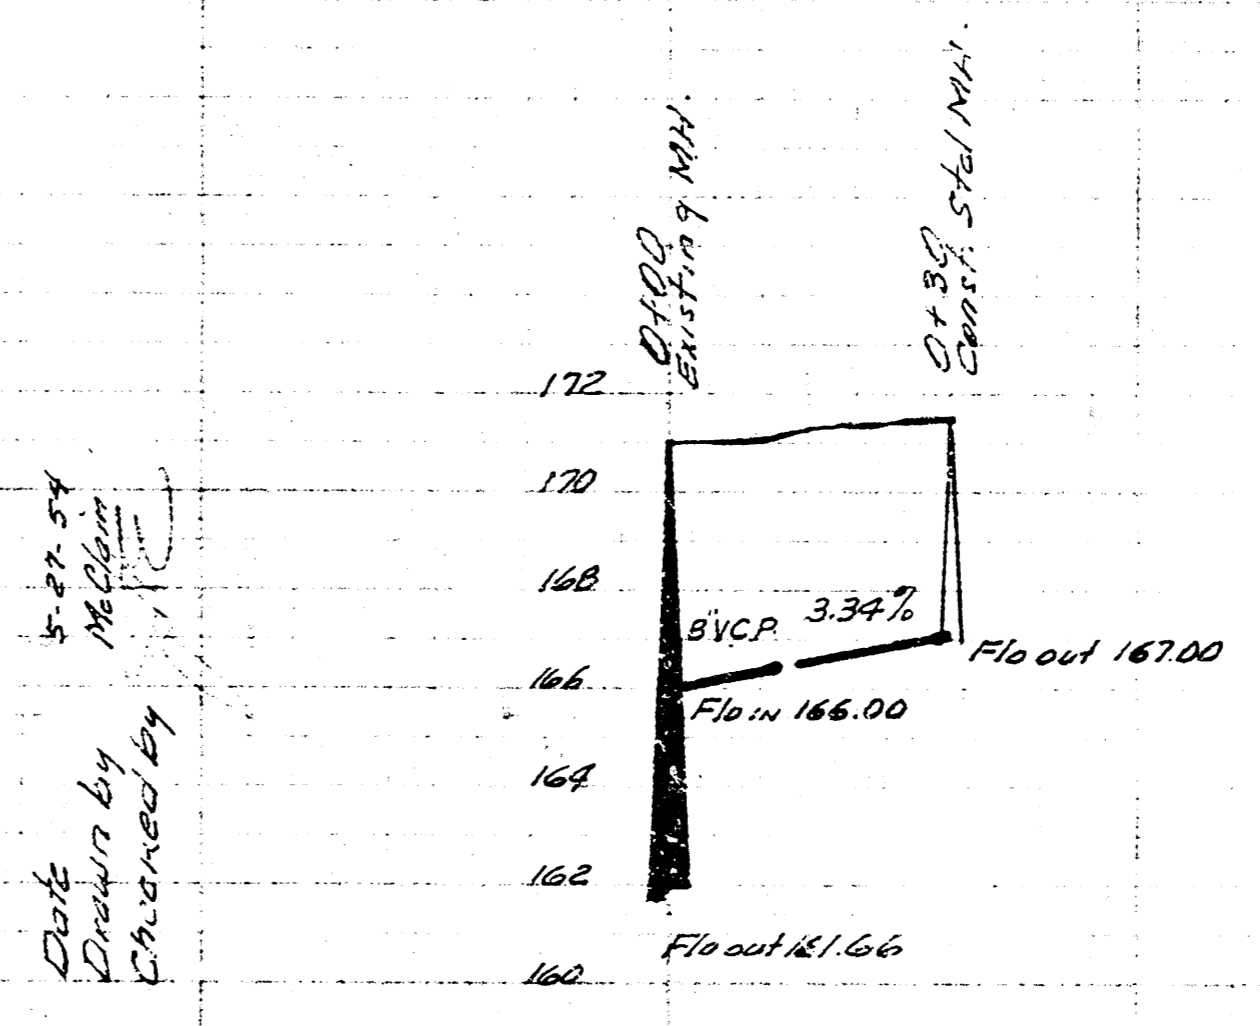 0+00
Existing MH.
0+30
Const. Std MH.
172
170
168
166
164
162
160
8" V.C.P. 3.34%
Flo out 167.00
Flo in 166.00
Flo out 161.66
Date 5-27-54
Drawn by McClain
Checked by